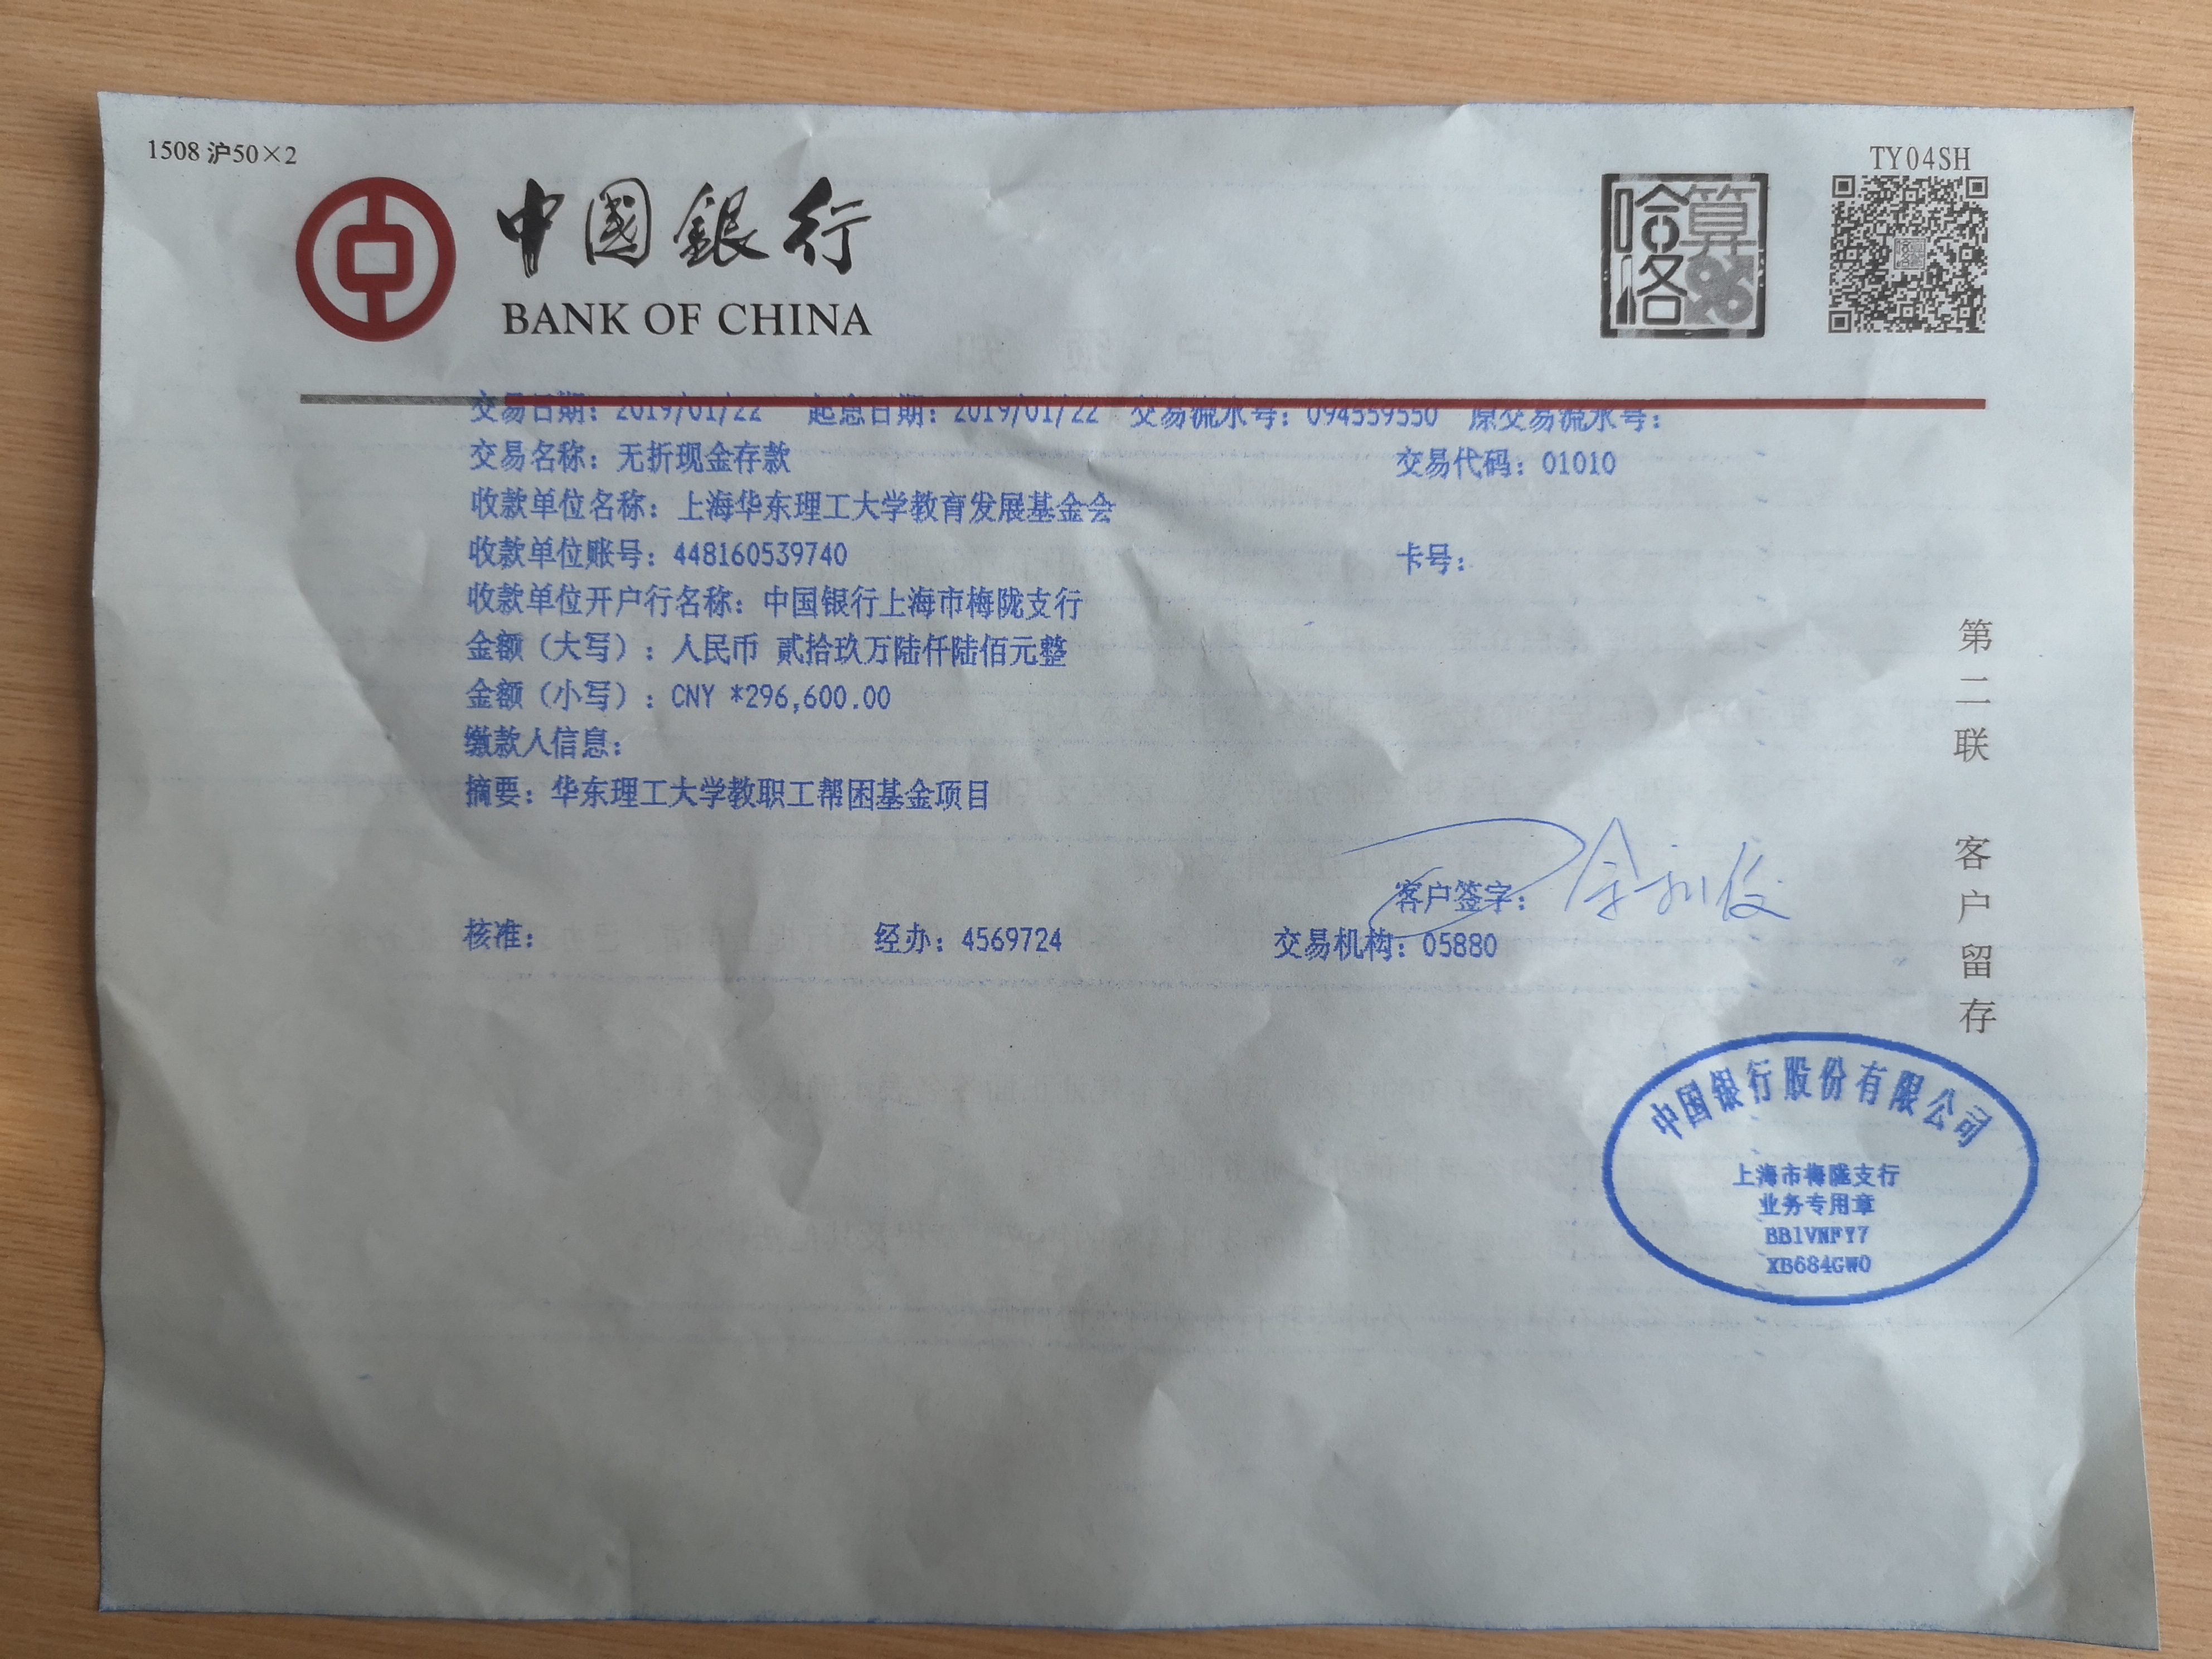 1508 沪50×2
TY04SH
中國銀行
BANK OF CHINA
哈算
洛96
交易日期：2019/01/22 起息日期：2019/01/22 交易流水号：094559550 原交易流水号：
交易名称：无折现金存款 交易代码：01010
收款单位名称：上海华东理工大学教育发展基金会
收款单位账号：448160539740 卡号：
收款单位开户行名称：中国银行上海市梅陇支行
金额（大写）：人民币 贰拾玖万陆仟陆佰元整
金额（小写）：CNY *296,600.00
缴款人信息：
摘要：华东理工大学教职工帮困基金项目
客户签字：
核准： 经办：4569724 交易机构：05880
第二联 客户留存
中国银行股份有限公司
上海市梅陇支行
业务专用章
BB1VNFY7
XB684GW0